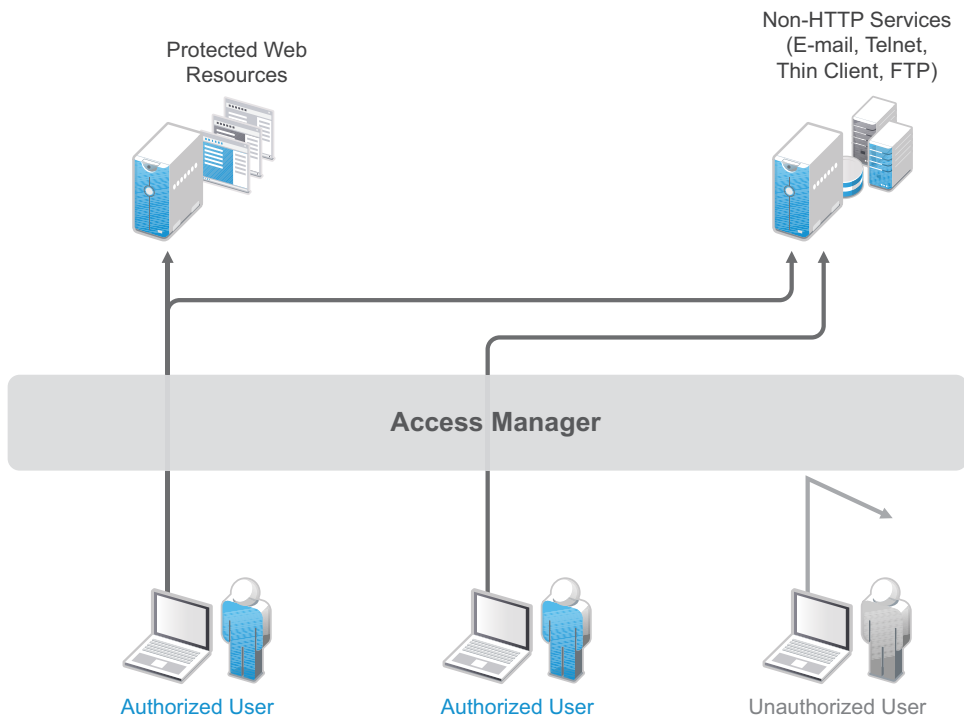 Protected Web
Resources
Non-HTTP Services
(E-mail, Telnet,
Thin Client, FTP)
Access Manager
Authorized User
Authorized User
Unauthorized User